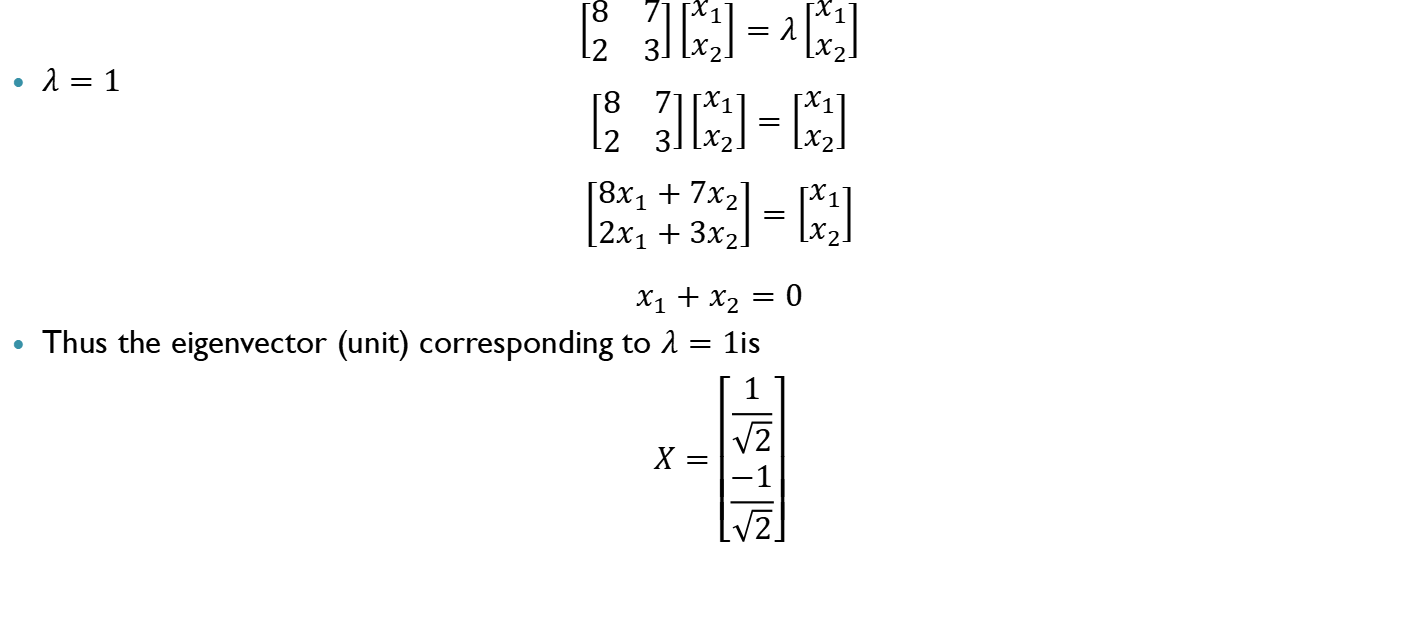 [8 7; 2 3] [x₁; x₂] = λ [x₁; x₂]
• λ = 1
[8 7; 2 3] [x₁; x₂] = [x₁; x₂]
[8x₁ + 7x₂; 2x₁ + 3x₂] = [x₁; x₂]
x₁ + x₂ = 0
• Thus the eigenvector (unit) corresponding to λ = 1is
X = [1/√2; −1/√2]